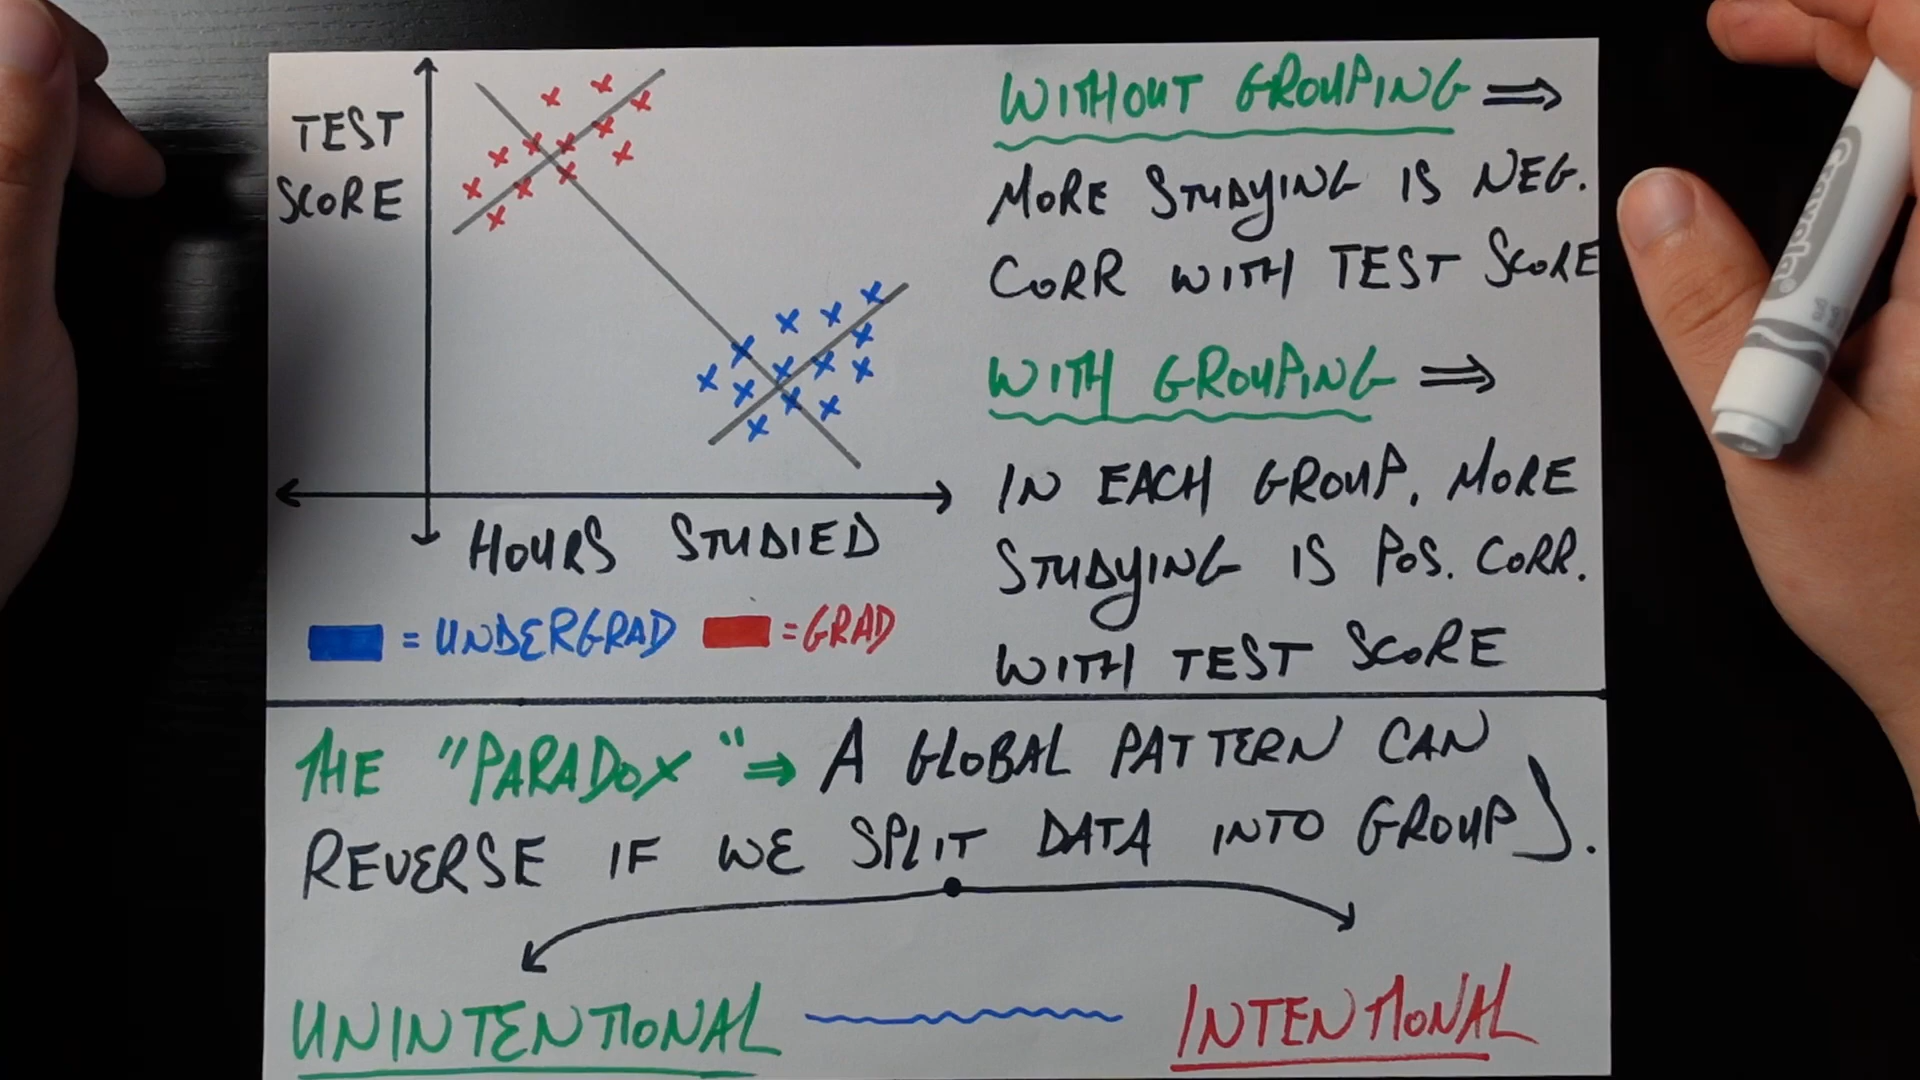 TEST
SCORE
HOURS STUDIED
= UNDERGRAD
= GRAD
WITHOUT GROUPING ⇒
MORE STUDYING IS NEG.
CORR WITH TEST SCORE
WITH GROUPING ⇒
IN EACH GROUP, MORE
STUDYING IS POS. CORR.
WITH TEST SCORE
THE "PARADOX" ⇒ A GLOBAL PATTERN CAN
REVERSE IF WE SPLIT DATA INTO GROUPS.
UNINTENTIONAL
INTENTIONAL
Crayola